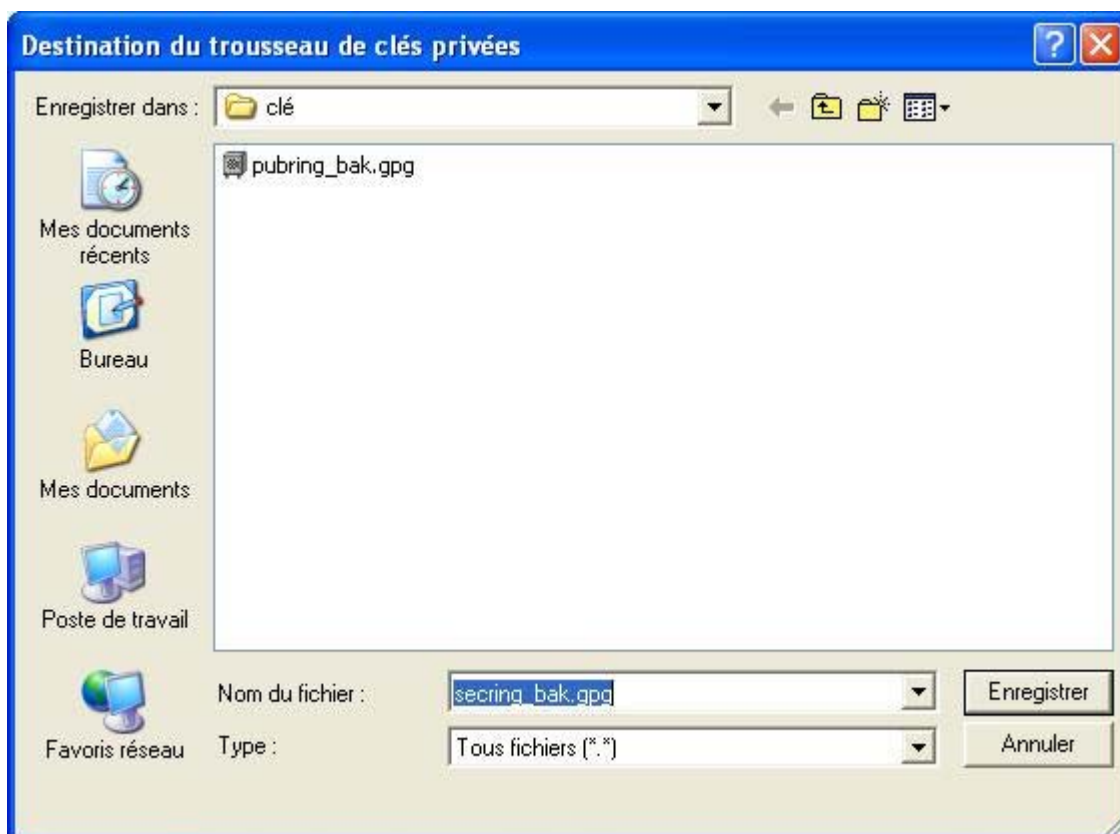 Destination du trousseau de clés privées
Enregistrer dans :
clé
pubring_bak.gpg
Mes documents
récents
Bureau
Mes documents
Poste de travail
Favoris réseau
Nom du fichier :
secring_bak.gpg
Enregistrer
Type :
Tous fichiers (*.*)
Annuler